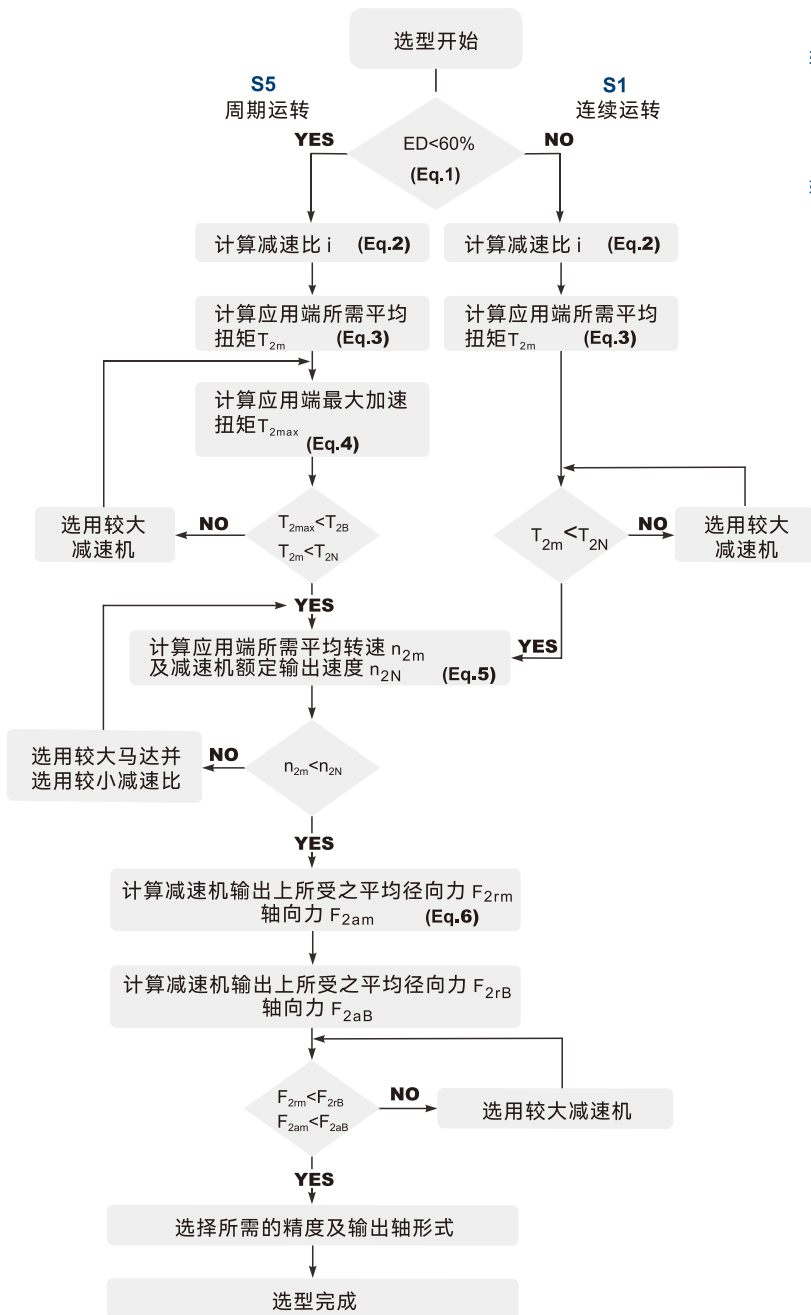 选型开始
S5
周期运转
S1
连续运转
YES
NO
ED<60%
(Eq.1)
计算减速比 i (Eq.2)
计算减速比 i (Eq.2)
计算应用端所需平均
扭矩T2m (Eq.3)
计算应用端所需平均
扭矩T2m (Eq.3)
计算应用端最大加速
扭矩T2max
(Eq.4)
选用较大
减速机
NO
T2max<T2B
T2m<T2N
T2m<T2N
NO
选用较大
减速机
YES
YES
计算应用端所需平均转速 n2m
及减速机额定输出速度 n2N (Eq.5)
选用较大马达并
选用较小减速比
NO
n2m<n2N
YES
计算减速机输出上所受之平均径向力 F2rm
轴向力 F2am (Eq.6)
计算减速机输出上所受之平均径向力 F2rB
轴向力 F2aB
F2rm<F2rB
F2am<F2aB
NO
选用较大减速机
YES
选择所需的精度及输出轴形式
选型完成